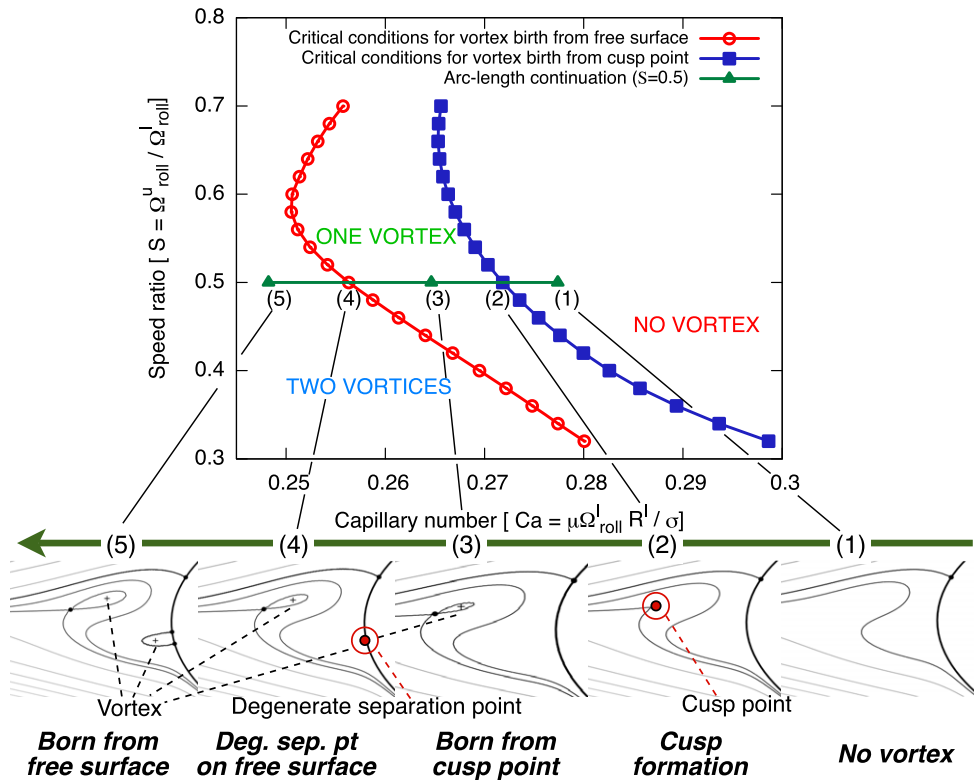 0.8
Critical conditions for vortex birth from free surface
Critical conditions for vortex birth from cusp point
Arc-length continuation (S=0.5)
0.7
0.6
0.5
0.4
0.3
Speed ratio [ S = Ωᵘroll / Ωˡroll]
ONE VORTEX
(5) (4) (3) (2) (1)
NO VORTEX
TWO VORTICES
0.25 0.26 0.27 0.28 0.29 0.3
Capillary number [ Ca = μΩˡroll Rˡ / σ]
(5) (4) (3) (2) (1)
Vortex
Degenerate separation point
Cusp point
Born from
free surface
Deg. sep. pt
on free surface
Born from
cusp point
Cusp
formation
No vortex